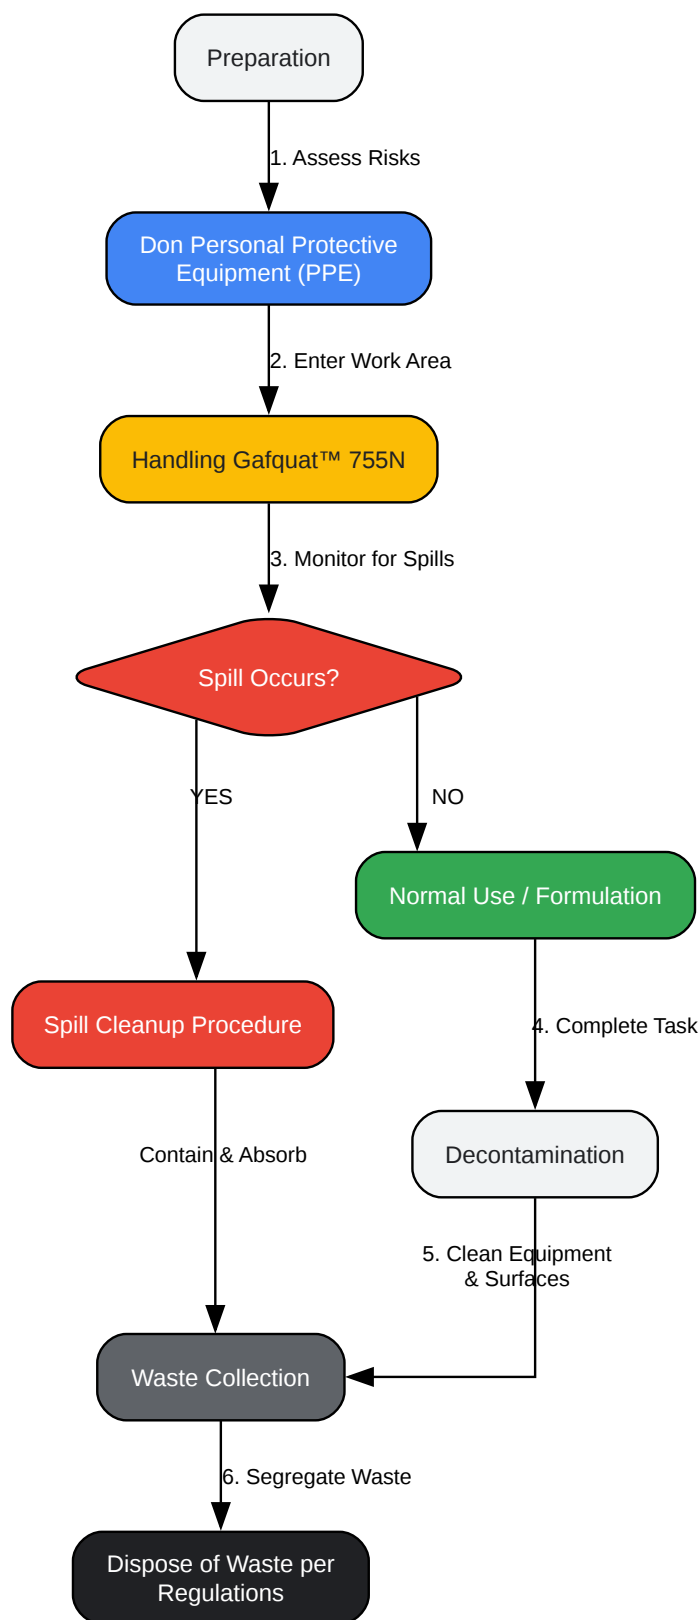 Preparation
1. Assess Risks
Don Personal Protective
Equipment (PPE)
2. Enter Work Area
Handling Gafquat™ 755N
3. Monitor for Spills
Spill Occurs?
YES
NO
Normal Use / Formulation
Spill Cleanup Procedure
4. Complete Task
Contain & Absorb
Decontamination
5. Clean Equipment
& Surfaces
Waste Collection
6. Segregate Waste
Dispose of Waste per
Regulations